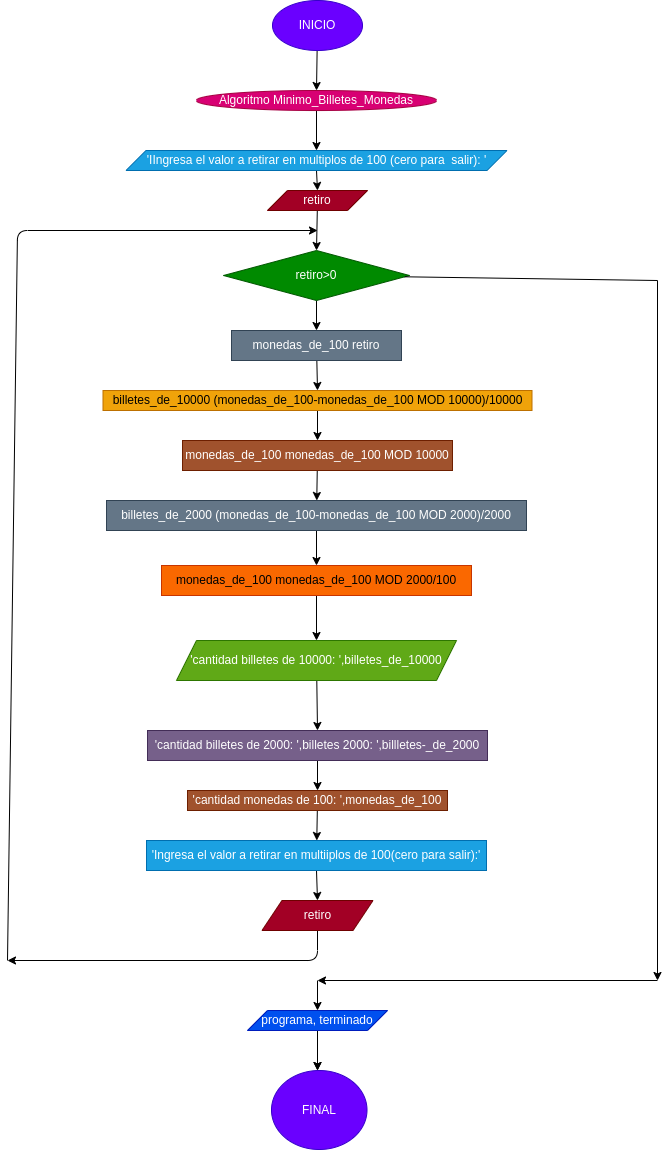 INICIO
Algoritmo Minimo_Billetes_Monedas
'IIngresa el valor a retirar en multiplos de 100 (cero para salir): '
retiro
retiro>0
monedas_de_100 retiro
billetes_de_10000 (monedas_de_100-monedas_de_100 MOD 10000)/10000
monedas_de_100 monedas_de_100 MOD 10000
billetes_de_2000 (monedas_de_100-monedas_de_100 MOD 2000)/2000
monedas_de_100 monedas_de_100 MOD 2000/100
'cantidad billetes de 10000: ',billetes_de_10000
'cantidad billetes de 2000: ',billetes 2000: ',billletes-_de_2000
'cantidad monedas de 100: ',monedas_de_100
'Ingresa el valor a retirar en multiiplos de 100(cero para salir):'
retiro
programa, terminado
FINAL